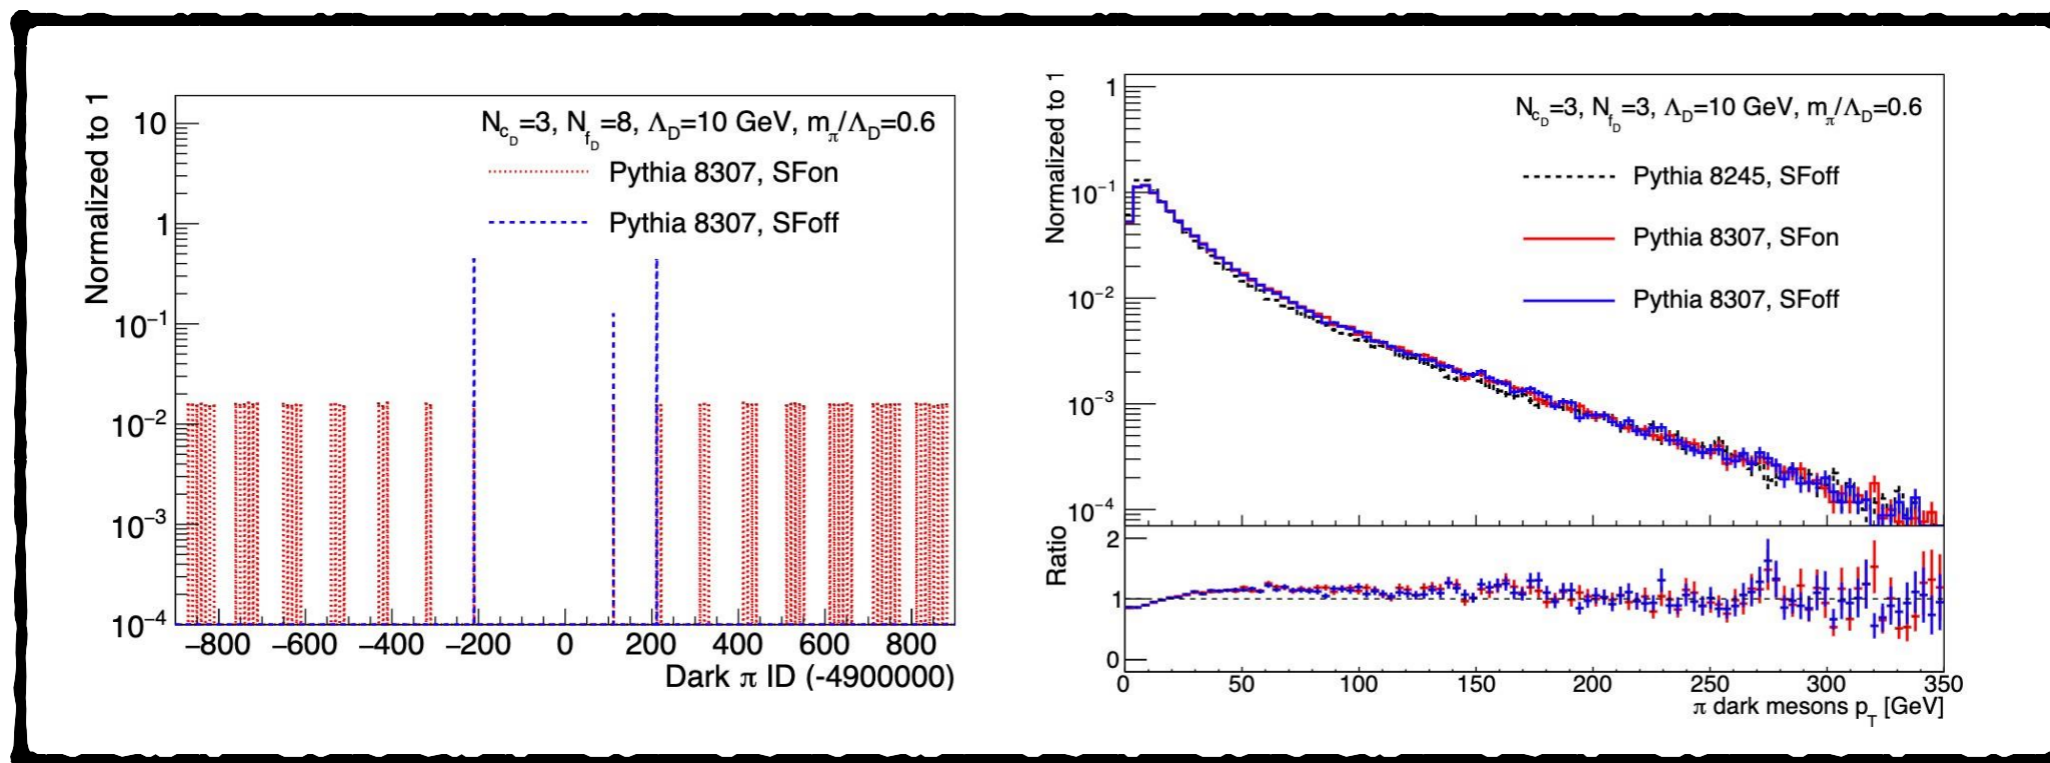 Normalized to 1
10
1
10⁻¹
10⁻²
10⁻³
10⁻⁴
N_{c_D}=3, N_{f_D}=8, Λ_D=10 GeV, m_π/Λ_D=0.6
Pythia 8307, SFon
Pythia 8307, SFoff
−800 −600 −400 −200 0 200 400 600 800
Dark π ID (-4900000)
Normalized to 1
1
10⁻¹
10⁻²
10⁻³
10⁻⁴
N_{c_D}=3, N_{f_D}=3, Λ_D=10 GeV, m_π/Λ_D=0.6
Pythia 8245, SFoff
Pythia 8307, SFon
Pythia 8307, SFoff
Ratio
2
1
0
0 50 100 150 200 250 300 350
π dark mesons p_T [GeV]